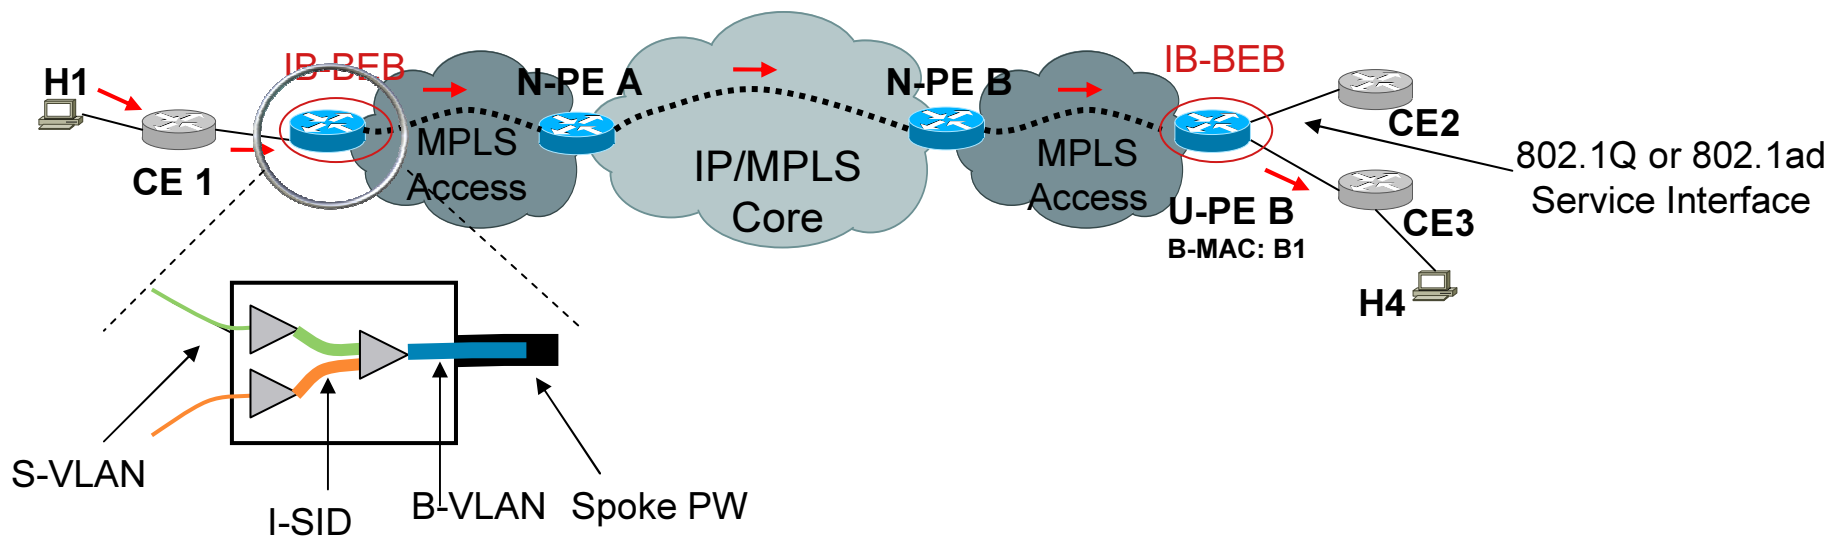 IB-BEB
IB-BEB
H1
N-PE A
N-PE B
CE2
MPLS
Access
IP/MPLS
Core
MPLS
Access
802.1Q or 802.1ad
Service Interface
CE 1
U-PE B
B-MAC: B1
CE3
H4
S-VLAN
I-SID
B-VLAN
Spoke PW